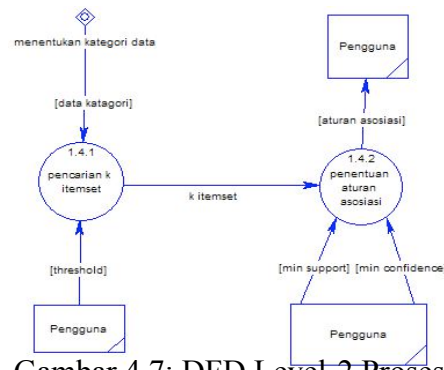 menentukan kategori data
Pengguna
[data katagori]
[aturan asosiasi]
1.4.1
pencarian k
itemset
1.4.2
penentuan
aturan
asosiasi
k itemset
[threshold]
[min support] [min confidence
Pengguna
Pengguna
Gambar 4.7: DFD Level-2 Proses